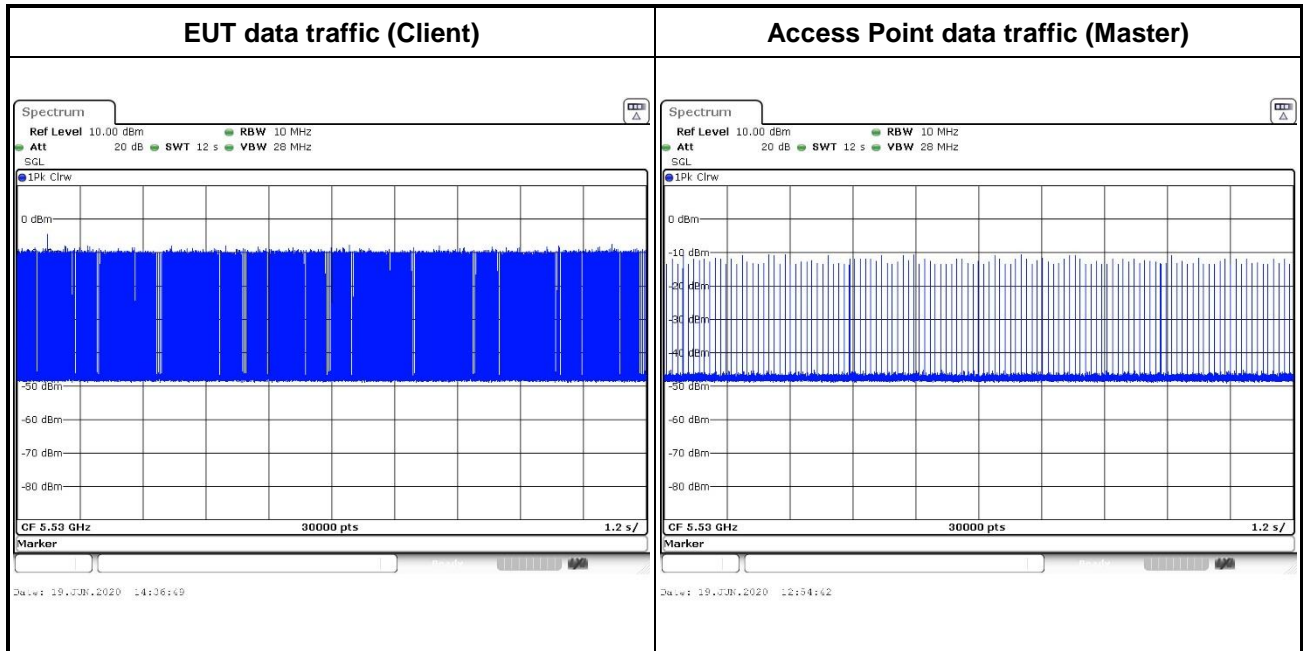 EUT data traffic (Client)
Access Point data traffic (Master)
Spectrum
Ref Level 10.00 dBm RBW 10 MHz
Att 20 dB SWT 12 s VBW 28 MHz
SGL
1Pk Clrw
0 dBm
-50 dBm
-60 dBm
-70 dBm
-80 dBm
CF 5.53 GHz 30000 pts 1.2 s/
Marker
Date: 19.JUN.2020 14:36:49
Spectrum
Ref Level 10.00 dBm RBW 10 MHz
Att 20 dB SWT 12 s VBW 28 MHz
SGL
1Pk Clrw
0 dBm
-10 dBm
-20 dBm
-30 dBm
-40 dBm
-50 dBm
-60 dBm
-70 dBm
-80 dBm
CF 5.53 GHz 30000 pts 1.2 s/
Marker
Date: 19.JUN.2020 12:54:42